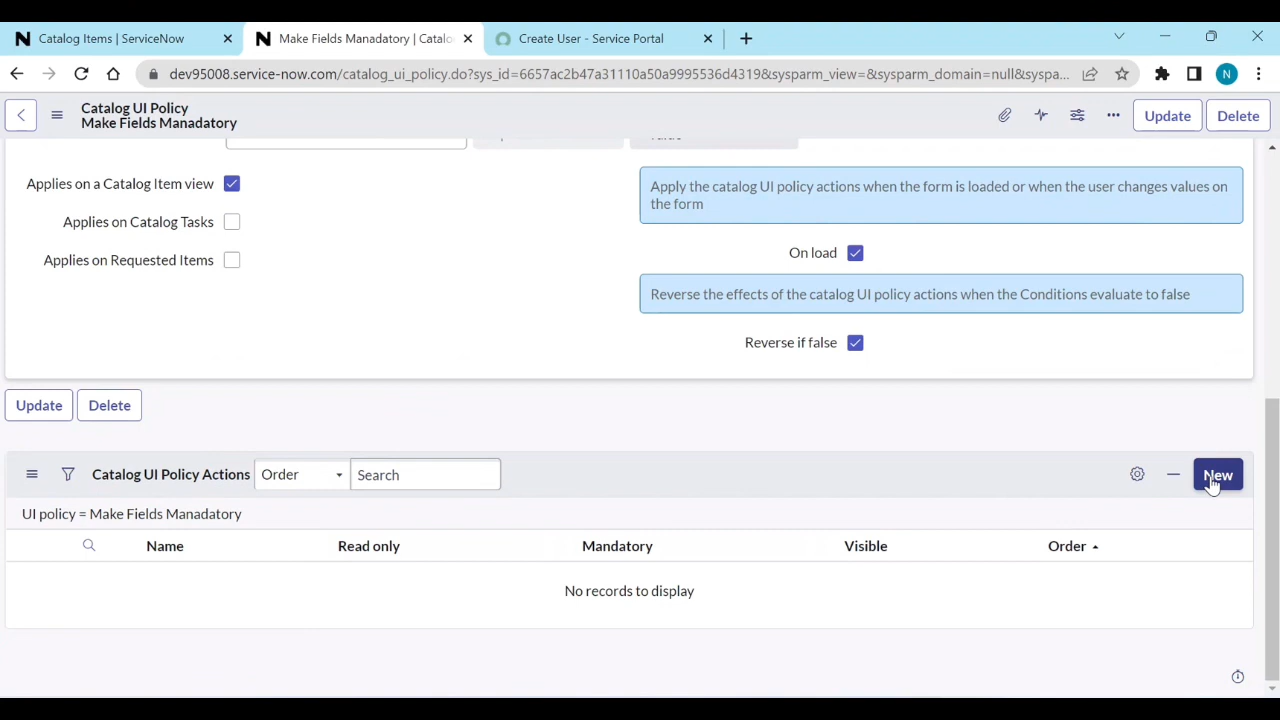 Catalog Items | ServiceNow
Make Fields Manadatory | Catalo
Create User - Service Portal
dev95008.service-now.com/catalog_ui_policy.do?sys_id=6657ac2b47a31110a50a9995536d4319&sysparm_view=&sysparm_domain=null&syspa...
N
Catalog UI Policy
Make Fields Manadatory
Update
Delete
Applies on a Catalog Item view
Applies on Catalog Tasks
Applies on Requested Items
Apply the catalog UI policy actions when the form is loaded or when the user changes values on
the form
On load
Reverse the effects of the catalog UI policy actions when the Conditions evaluate to false
Reverse if false
Update
Delete
Catalog UI Policy Actions
Order
Search
New
UI policy = Make Fields Manadatory
Name
Read only
Mandatory
Visible
Order
No records to display